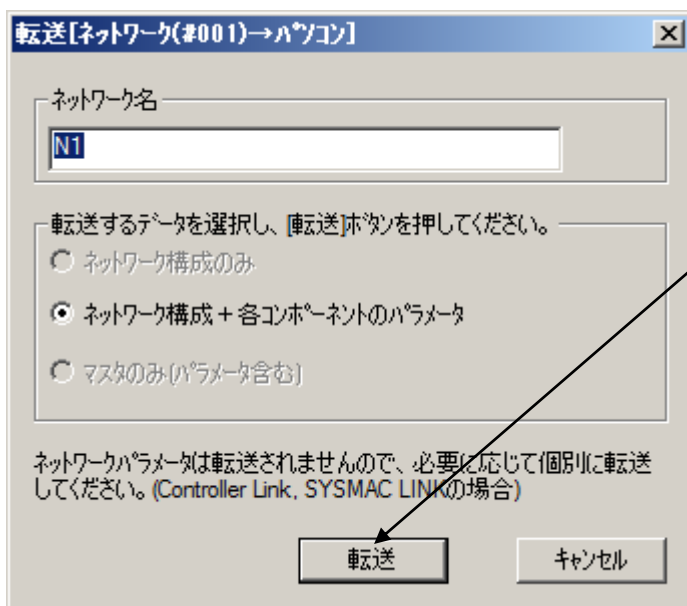 転送[ネットワーク(#001)→パソコン]
ネットワーク名
N1
転送するデータを選択し、[転送]ボタンを押してください。
ネットワーク構成のみ
ネットワーク構成+各コンポーネントのパラメータ
マスタのみ(パラメータ含む)
ネットワークパラメータは転送されませんので、必要に応じて個別に転送
してください。(Controller Link, SYSMAC LINKの場合)
転送
キャンセル